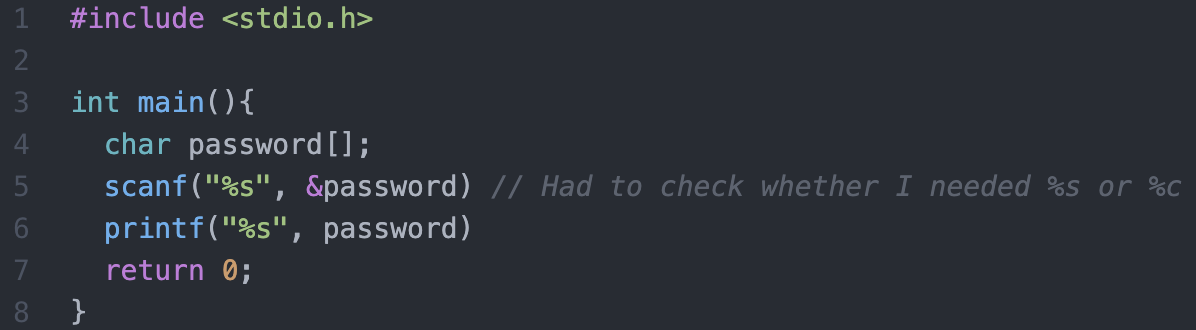 1 #include <stdio.h>
2
3 int main(){
4   char password[];
5   scanf("%s", &password) // Had to check whether I needed %s or %c
6   printf("%s", password)
7   return 0;
8 }